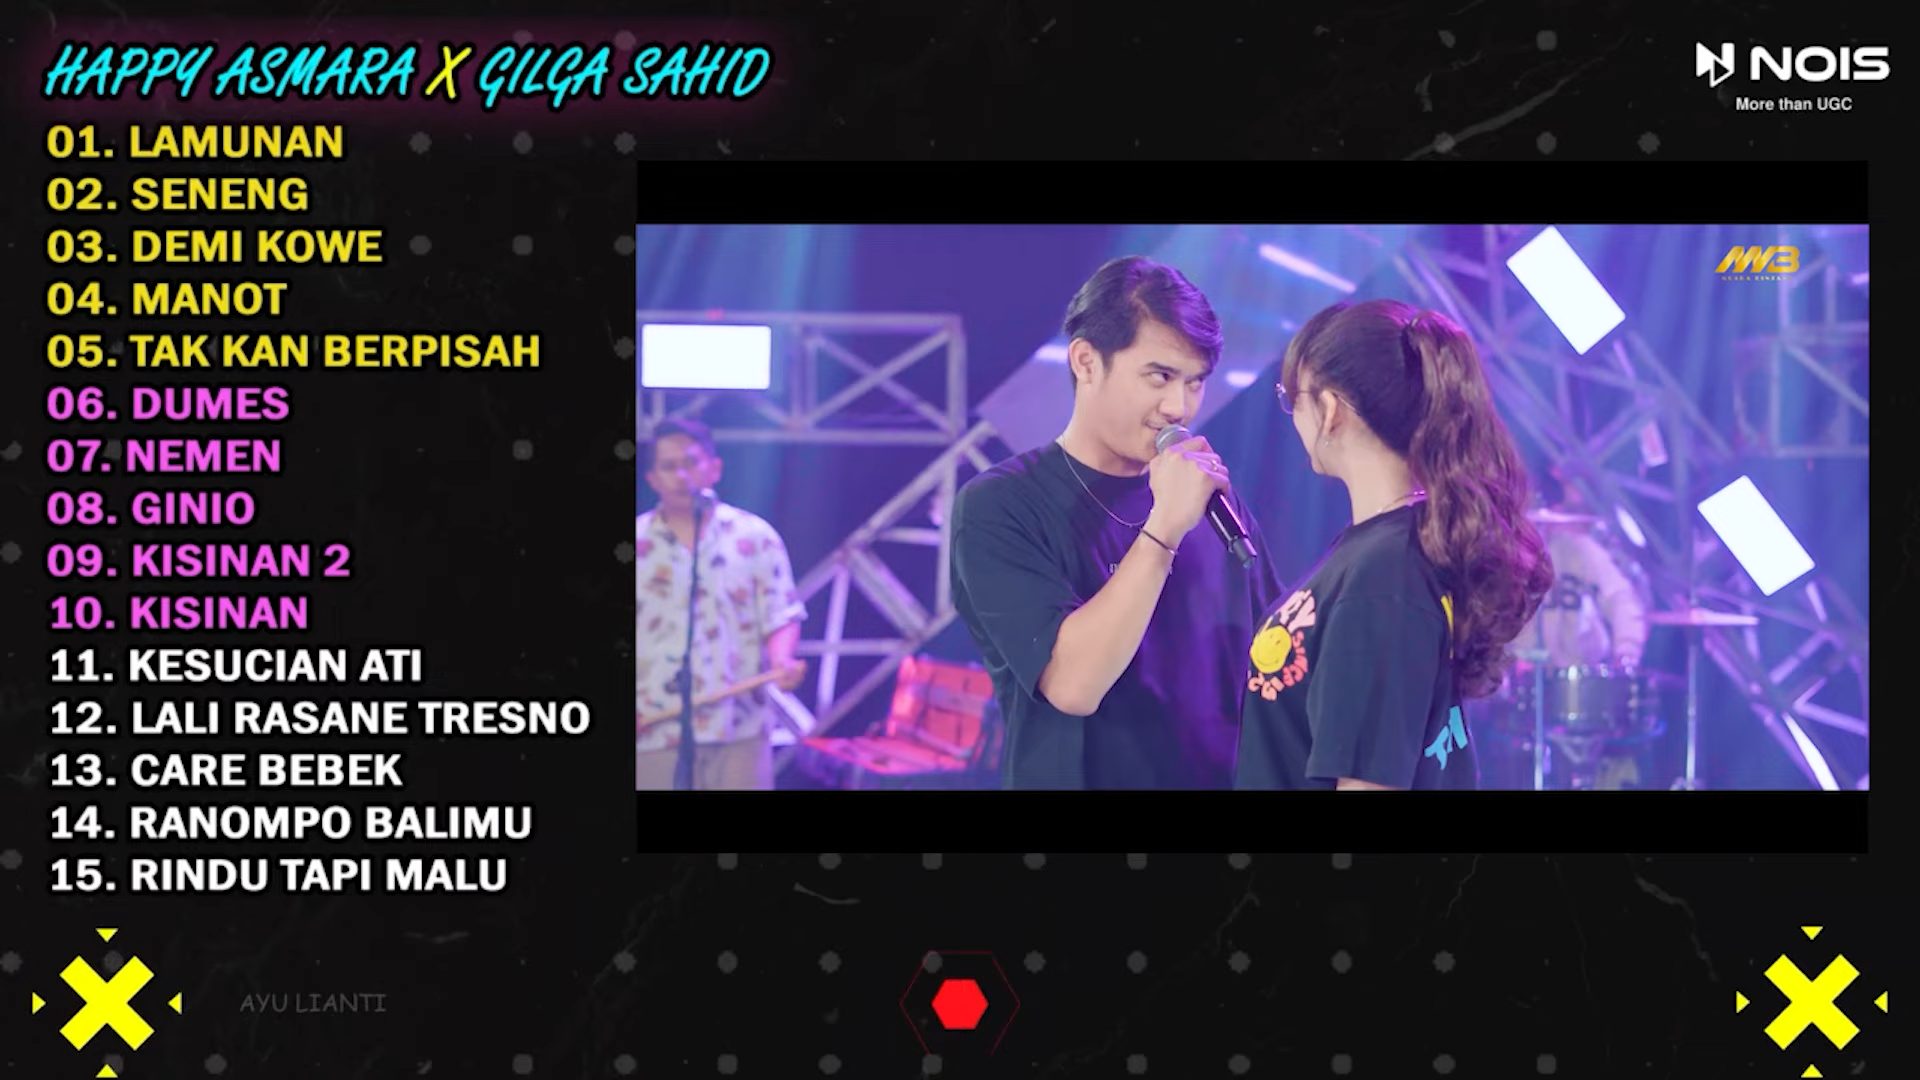 HAPPY ASMARA X GILGA SAHID
NOIS
More than UGC
01. LAMUNAN
02. SENENG
03. DEMI KOWE
04. MANOT
05. TAK KAN BERPISAH
06. DUMES
07. NEMEN
08. GINIO
09. KISINAN 2
10. KISINAN
11. KESUCIAN ATI
12. LALI RASANE TRESNO
13. CARE BEBEK
14. RANOMPO BALIMU
15. RINDU TAPI MALU
AYU LIANTI